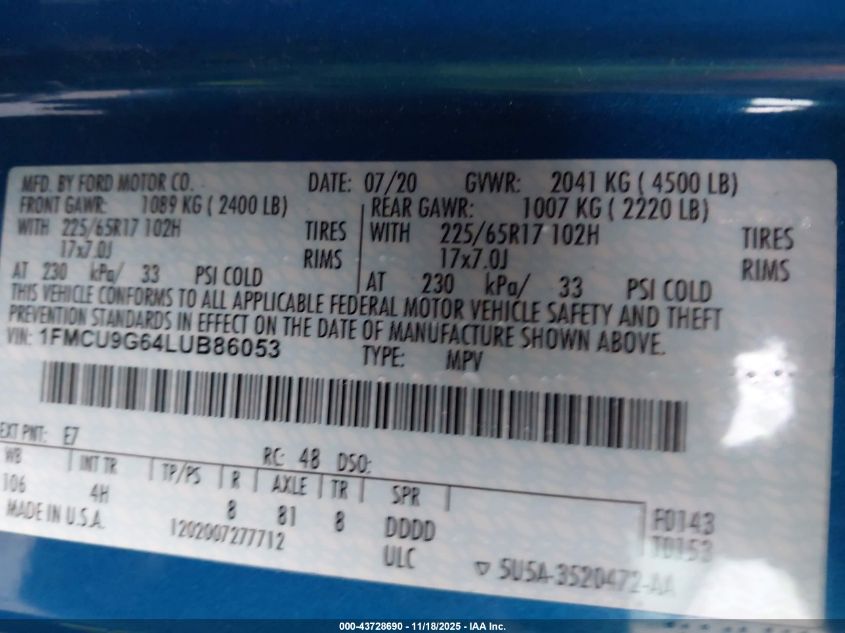 MFD. BY FORD MOTOR CO. DATE: 07/20 GVWR: 2041 KG ( 4500 LB)
FRONT GAWR: 1089 KG ( 2400 LB) REAR GAWR: 1007 KG ( 2220 LB)
WITH 225/65R17 102H TIRES WITH 225/65R17 102H TIRES
17x7.0J RIMS 17x7.0J RIMS
AT 230 kPa/ 33 PSI COLD AT 230 kPa/ 33 PSI COLD
THIS VEHICLE CONFORMS TO ALL APPLICABLE FEDERAL MOTOR VEHICLE SAFETY AND THEFT
PREVENTION STANDARDS IN EFFECT ON THE DATE OF MANUFACTURE SHOWN ABOVE.
VIN: 1FMCU9G64LUB86053 TYPE: MPV
EXT PNT: E7 RC: 48 DSO:
WB INT TR TP/PS R AXLE TR SPR
106 4H 8 81 8 DDDD F0143
MADE IN U.S.A. 1202007277712 ULC T0153
5U5A-3520472-AA
000-43728690 - 11/18/2025 - IAA Inc.